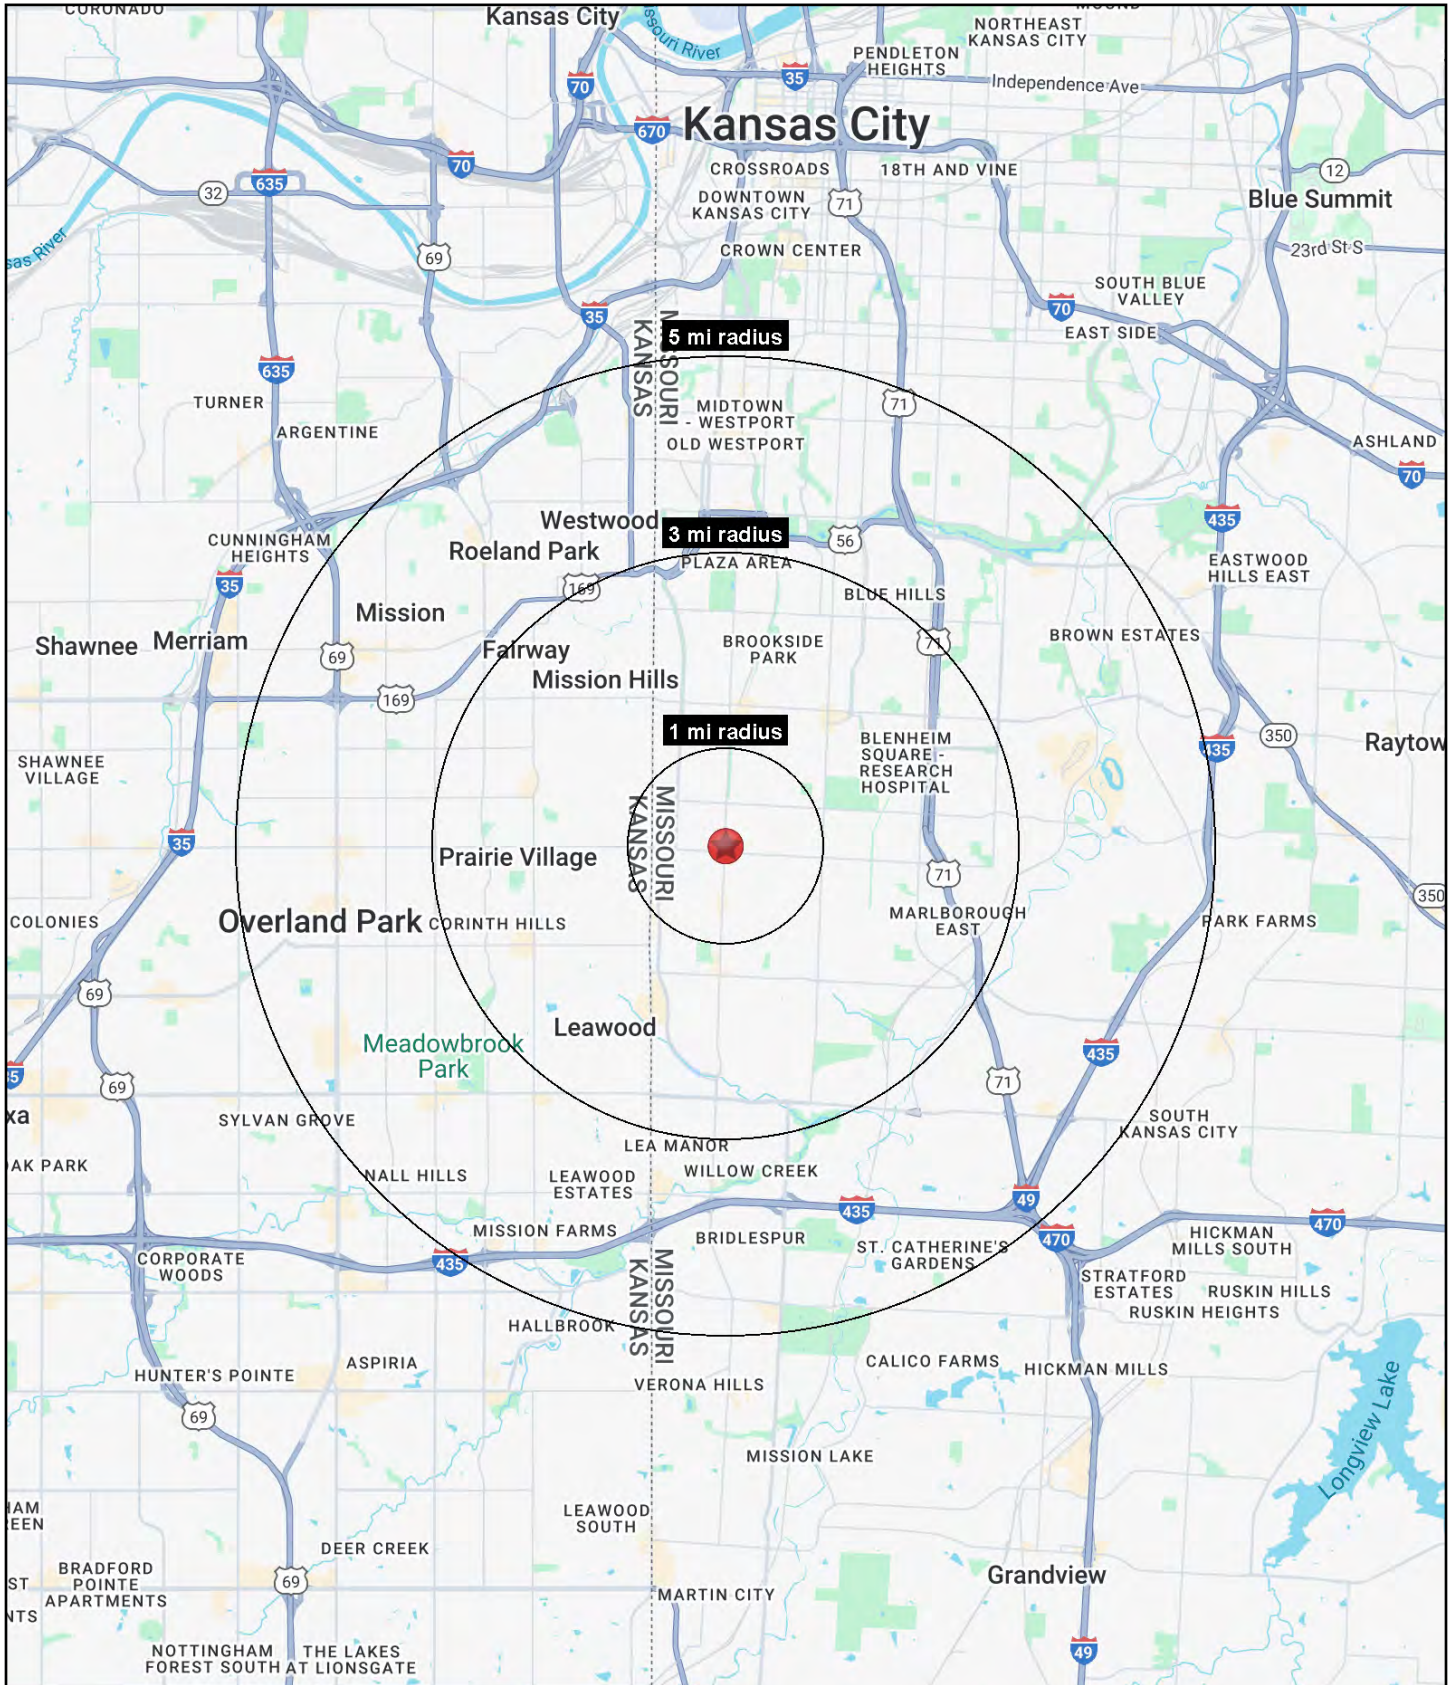 CORONADO
Kansas City
Missouri River
MOUND
NORTHEAST
KANSAS CITY
PENDLETON
HEIGHTS
70
35
Independence Ave
670
Kansas City
70
635
32
CROSSROADS
18TH AND VINE
12
DOWNTOWN
KANSAS CITY
71
Blue Summit
CROWN CENTER
sas River
69
23rd St S
SOUTH BLUE
VALLEY
70
35
EAST SIDE
MISSOURI
KANSAS
5 mi radius
635
TURNER
71
MIDTOWN
- WESTPORT
ARGENTINE
OLD WESTPORT
ASHLAND
70
435
Westwood
3 mi radius
56
CUNNINGHAM
HEIGHTS
Roeland Park
PLAZA AREA
EASTWOOD
HILLS EAST
35
169
BLUE HILLS
Mission
Shawnee
Merriam
69
Fairway
BROOKSIDE
PARK
71
BROWN ESTATES
Mission Hills
169
1 mi radius
435
350
Raytow
SHAWNEE
VILLAGE
BLENHEIM
SQUARE -
RESEARCH
HOSPITAL
MISSOURI
KANSAS
35
Prairie Village
71
350
COLONIES
Overland Park
CORINTH HILLS
MARLBOROUGH
EAST
PARK FARMS
69
Leawood
Meadowbrook
Park
435
35
69
71
xa
SYLVAN GROVE
SOUTH
KANSAS CITY
LEA MANOR
OAK PARK
NALL HILLS
LEAWOOD
ESTATES
WILLOW CREEK
49
435
MISSION FARMS
BRIDLESPUR
470
470
HICKMAN
MILLS SOUTH
CORPORATE
WOODS
435
ST. CATHERINE'S
GARDENS
MISSOURI
KANSAS
STRATFORD
ESTATES
RUSKIN HILLS
RUSKIN HEIGHTS
HALLBROOK
HUNTER'S POINTE
ASPIRIA
CALICO FARMS
HICKMAN MILLS
VERONA HILLS
69
Longview Lake
MISSION LAKE
HAM
REEN
LEAWOOD
SOUTH
DEER CREEK
BRADFORD
POINTE
APARTMENTS
69
Grandview
ST
NTS
MARTIN CITY
NOTTINGHAM
FOREST SOUTH
THE LAKES
AT LIONSGATE
49